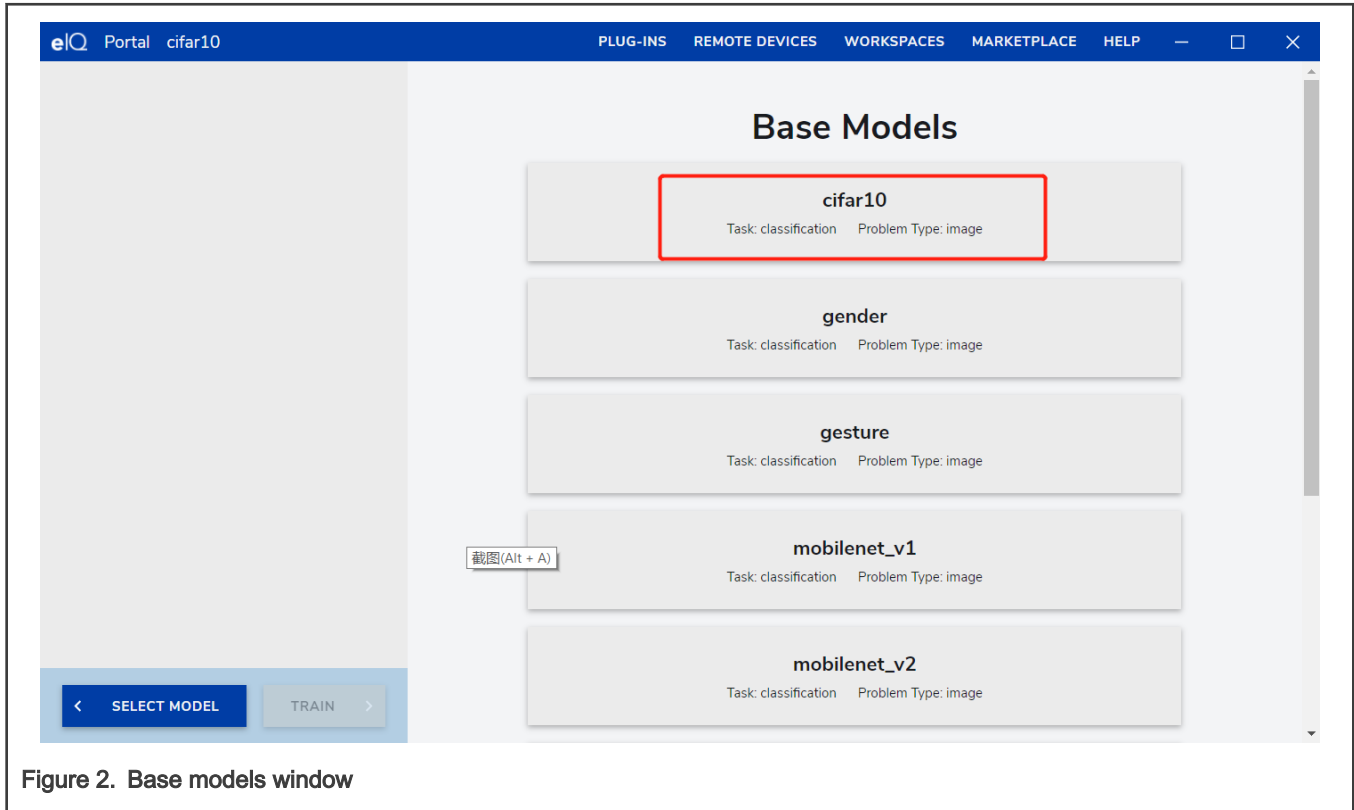 eIQ Portal cifar10 PLUG-INS REMOTE DEVICES WORKSPACES MARKETPLACE HELP
Base Models
cifar10
Task: classification Problem Type: image
gender
Task: classification Problem Type: image
gesture
Task: classification Problem Type: image
mobilenet_v1
截图(Alt + A)
Task: classification Problem Type: image
mobilenet_v2
Task: classification Problem Type: image
SELECT MODEL TRAIN
Figure 2. Base models window